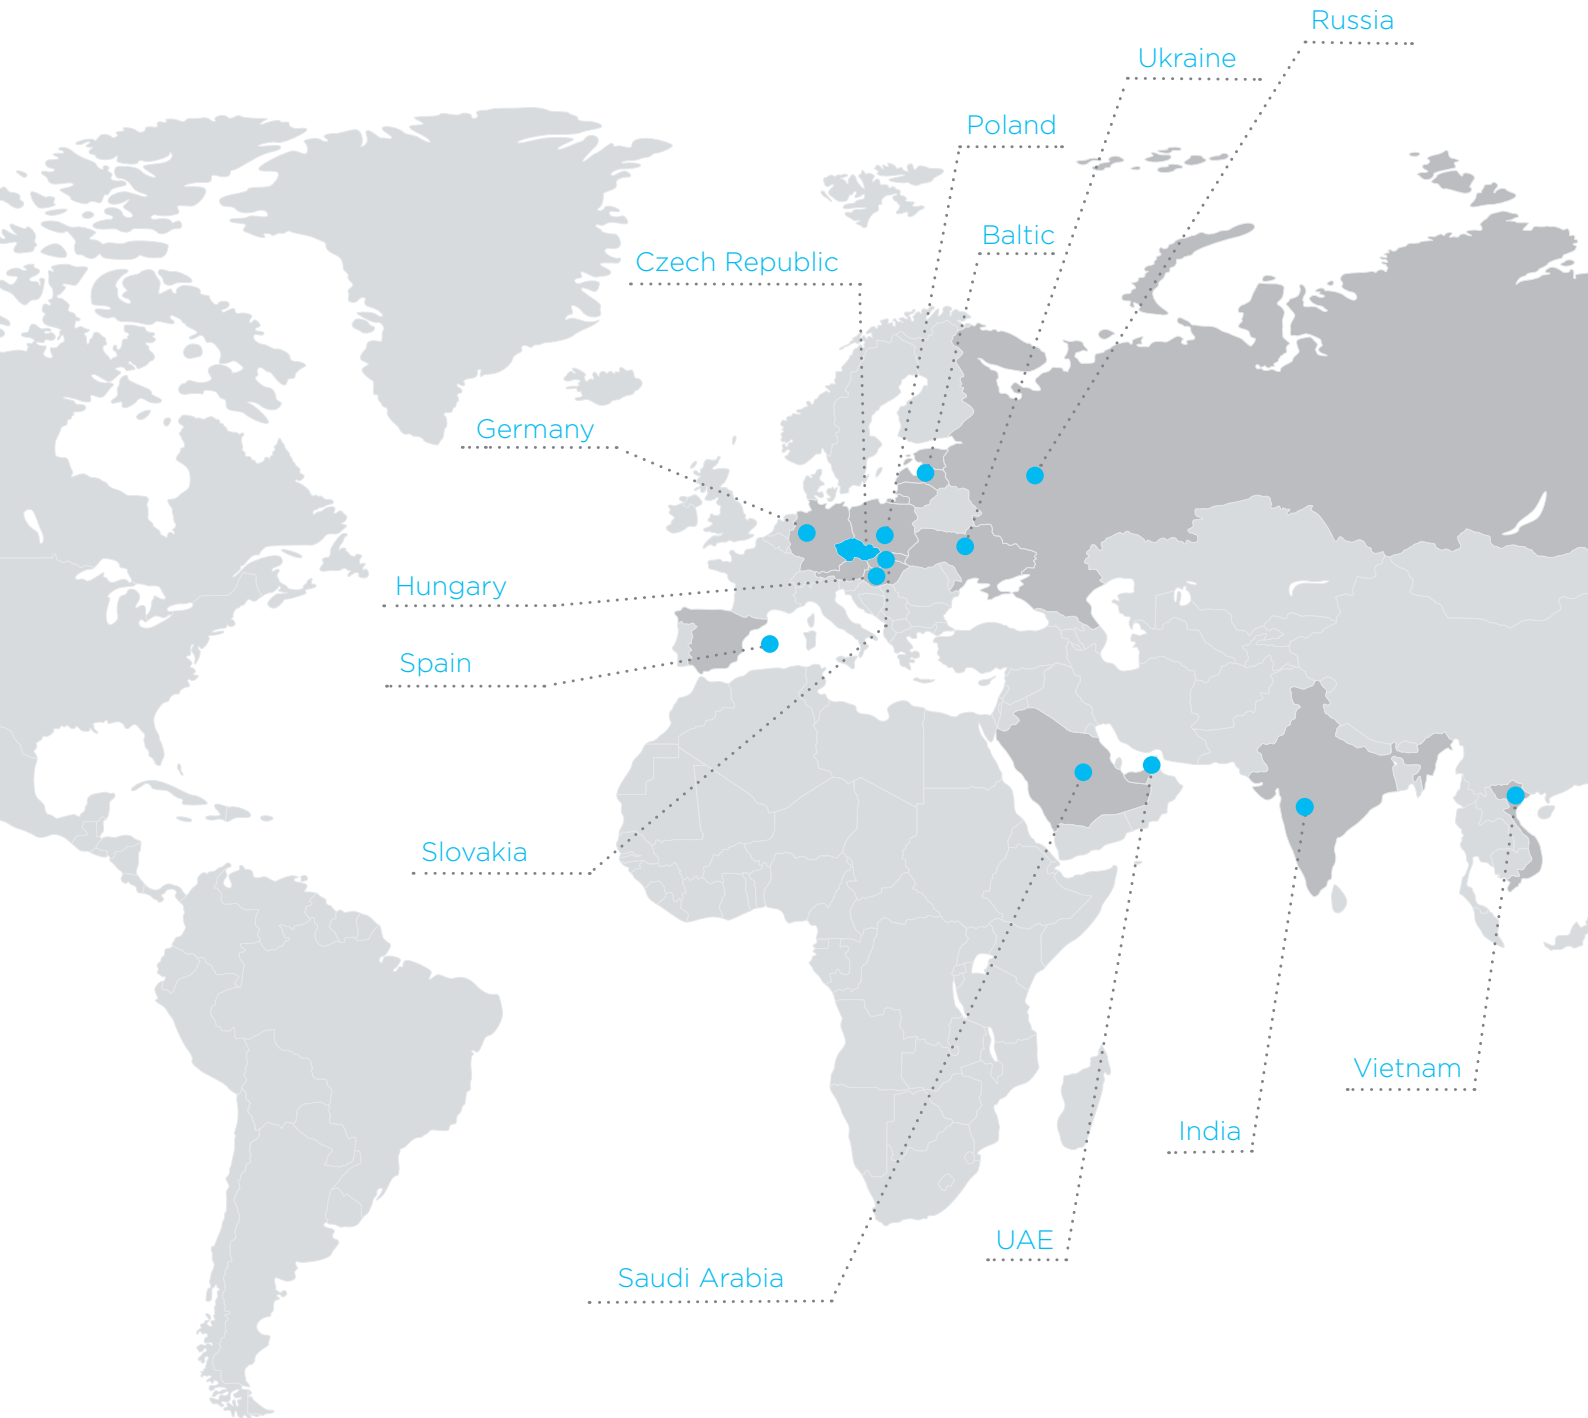 Russia
Ukraine
Poland
Baltic
Czech Republic
Germany
Hungary
Spain
Slovakia
Vietnam
India
UAE
Saudi Arabia